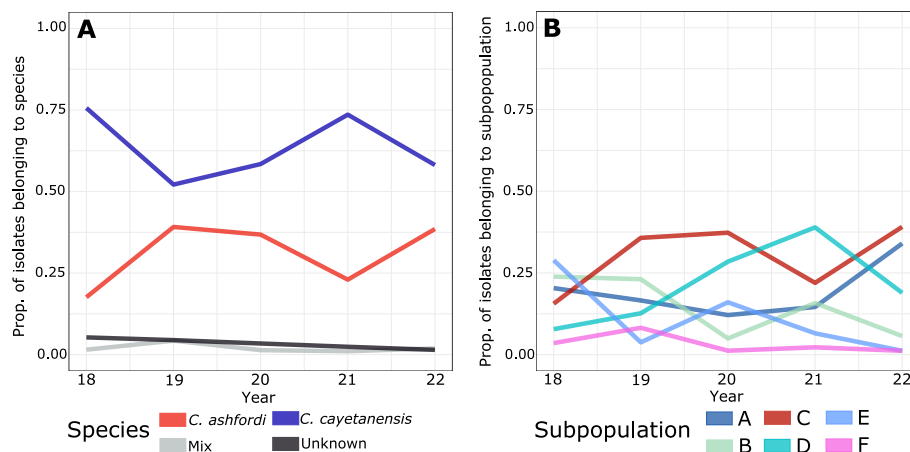 A
Prop. of isolates belonging to species
1.00
0.75
0.50
0.25
0.00
18 19 20 21 22
Year
Species
C. ashfordi
C. cayetanensis
Mix
Unknown
B
Prop. of isolates belonging to subpopopulation
1.00
0.75
0.50
0.25
0.00
18 19 20 21 22
Year
Subpopulation
A C E
B D F